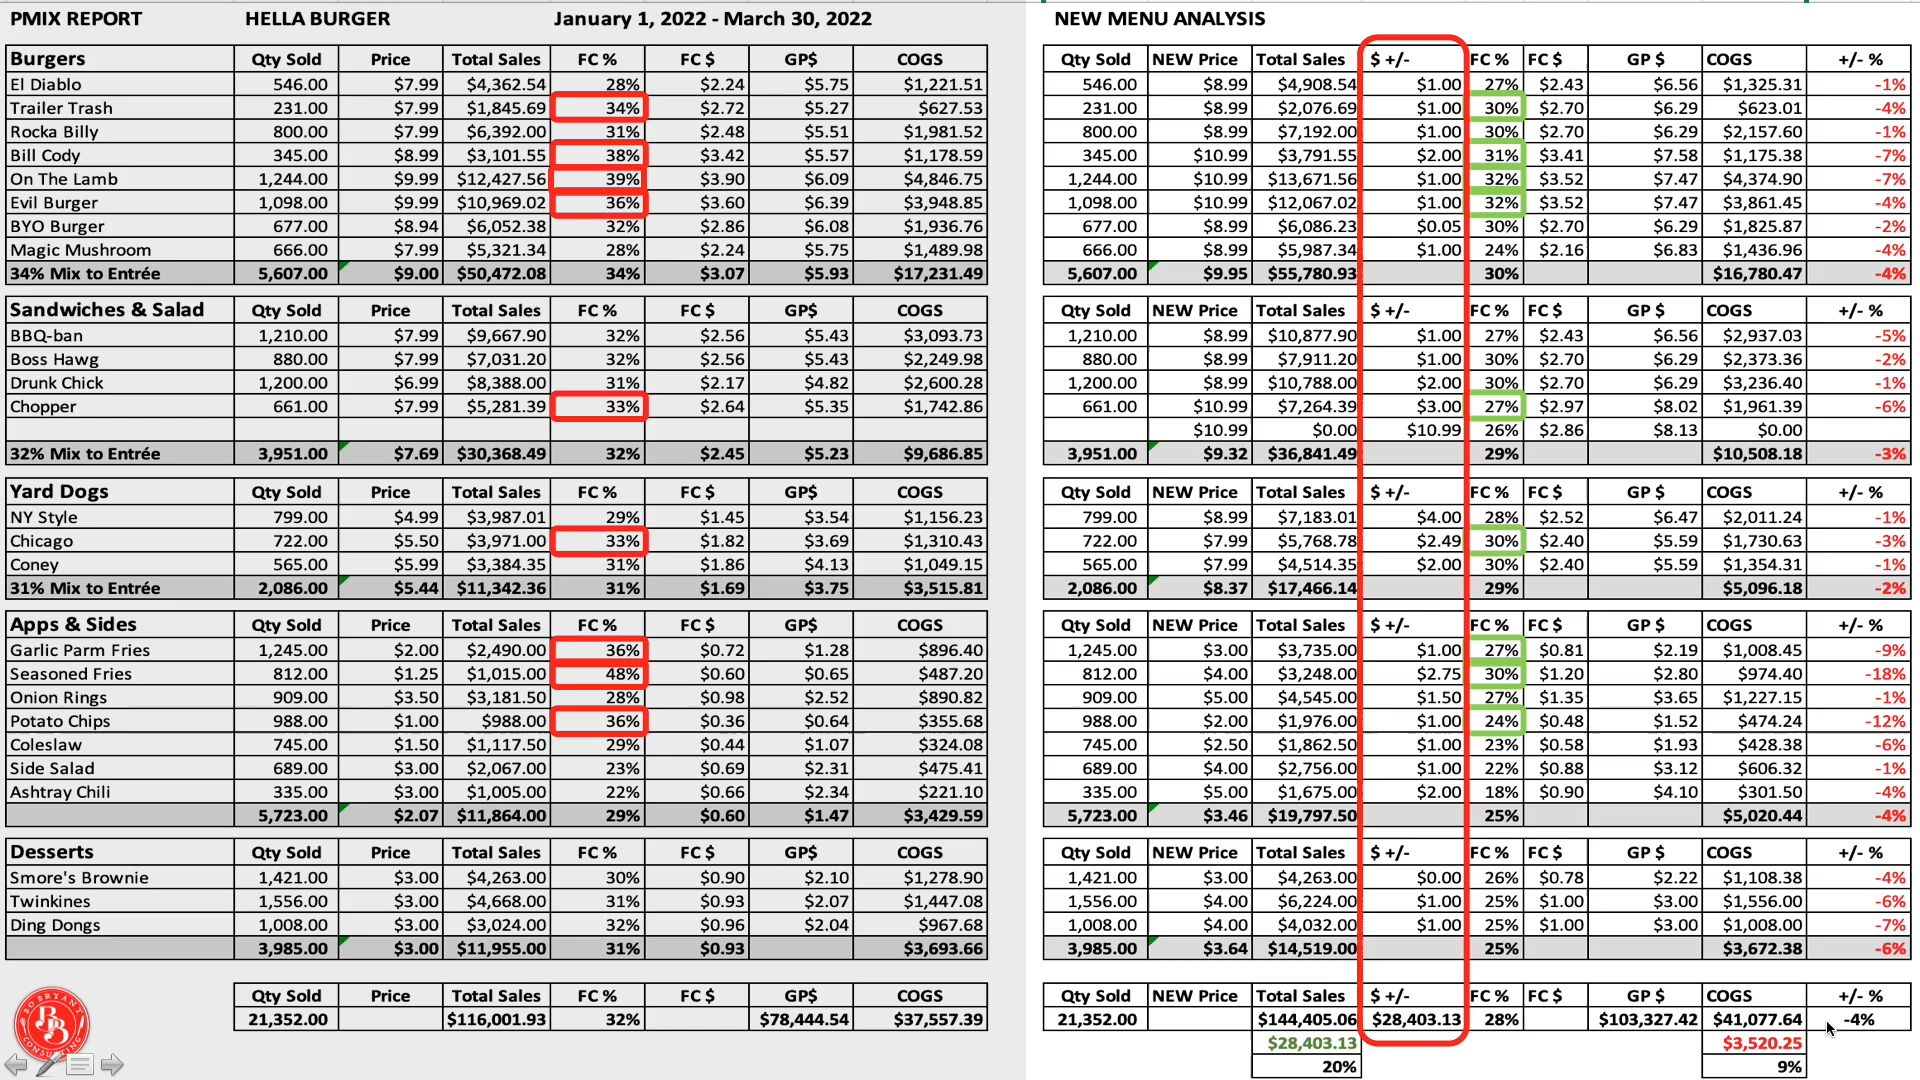 PMIX REPORT HELLA BURGER January 1, 2022 - March 30, 2022 NEW MENU ANALYSIS
Burgers Qty Sold Price Total Sales FC % FC $ GP$ COGS Qty Sold NEW Price Total Sales $ +/- FC % FC $ GP $ COGS +/- %
El Diablo 546.00 $7.99 $4,362.54 28% $2.24 $5.75 $1,221.51 546.00 $8.99 $4,908.54 $1.00 27% $2.43 $6.56 $1,325.31 -1%
Trailer Trash 231.00 $7.99 $1,845.69 34% $2.72 $5.27 $627.53 231.00 $8.99 $2,076.69 $1.00 30% $2.70 $6.29 $623.01 -4%
Rocka Billy 800.00 $7.99 $6,392.00 31% $2.48 $5.51 $1,981.52 800.00 $8.99 $7,192.00 $1.00 30% $2.70 $6.29 $2,157.60 -1%
Bill Cody 345.00 $8.99 $3,101.55 38% $3.42 $5.57 $1,178.59 345.00 $10.99 $3,791.55 $2.00 31% $3.41 $7.58 $1,175.38 -7%
On The Lamb 1,244.00 $9.99 $12,427.56 39% $3.90 $6.09 $4,846.75 1,244.00 $10.99 $13,671.56 $1.00 32% $3.52 $7.47 $4,374.90 -7%
Evil Burger 1,098.00 $9.99 $10,969.02 36% $3.60 $6.39 $3,948.85 1,098.00 $10.99 $12,067.02 $1.00 32% $3.52 $7.47 $3,861.45 -4%
BYO Burger 677.00 $8.94 $6,052.38 32% $2.86 $6.08 $1,936.76 677.00 $8.99 $6,086.23 $0.05 30% $2.70 $6.29 $1,825.87 -2%
Magic Mushroom 666.00 $7.99 $5,321.34 28% $2.24 $5.75 $1,489.98 666.00 $8.99 $5,987.34 $1.00 24% $2.16 $6.83 $1,436.96 -4%
34% Mix to Entrée 5,607.00 $9.00 $50,472.08 34% $3.07 $5.93 $17,231.49 5,607.00 $9.95 $55,780.93 30% $16,780.47 -4%
Sandwiches & Salad Qty Sold Price Total Sales FC % FC $ GP$ COGS Qty Sold NEW Price Total Sales $ +/- FC % FC $ GP $ COGS +/- %
BBQ-ban 1,210.00 $7.99 $9,667.90 32% $2.56 $5.43 $3,093.73 1,210.00 $8.99 $10,877.90 $1.00 27% $2.43 $6.56 $2,937.03 -5%
Boss Hawg 880.00 $7.99 $7,031.20 32% $2.56 $5.43 $2,249.98 880.00 $8.99 $7,911.20 $1.00 30% $2.70 $6.29 $2,373.36 -2%
Drunk Chick 1,200.00 $6.99 $8,388.00 31% $2.17 $4.82 $2,600.28 1,200.00 $8.99 $10,788.00 $2.00 30% $2.70 $6.29 $3,236.40 -1%
Chopper 661.00 $7.99 $5,281.39 33% $2.64 $5.35 $1,742.86 661.00 $10.99 $7,264.39 $3.00 27% $2.97 $8.02 $1,961.39 -6%
$10.99 $0.00 $10.99 26% $2.86 $8.13 $0.00
32% Mix to Entrée 3,951.00 $7.69 $30,368.49 32% $2.45 $5.23 $9,686.85 3,951.00 $9.32 $36,841.49 29% $10,508.18 -3%
Yard Dogs Qty Sold Price Total Sales FC % FC $ GP$ COGS Qty Sold NEW Price Total Sales $ +/- FC % FC $ GP $ COGS +/- %
NY Style 799.00 $4.99 $3,987.01 29% $1.45 $3.54 $1,156.23 799.00 $8.99 $7,183.01 $4.00 28% $2.52 $6.47 $2,011.24 -1%
Chicago 722.00 $5.50 $3,971.00 33% $1.82 $3.69 $1,310.43 722.00 $7.99 $5,768.78 $2.49 30% $2.40 $5.59 $1,730.63 -3%
Coney 565.00 $5.99 $3,384.35 31% $1.86 $4.13 $1,049.15 565.00 $7.99 $4,514.35 $2.00 30% $2.40 $5.59 $1,354.31 -1%
31% Mix to Entrée 2,086.00 $5.44 $11,342.36 31% $1.69 $3.75 $3,515.81 2,086.00 $8.37 $17,466.14 29% $5,096.18 -2%
Apps & Sides Qty Sold Price Total Sales FC % FC $ GP$ COGS Qty Sold NEW Price Total Sales $ +/- FC % FC $ GP $ COGS +/- %
Garlic Parm Fries 1,245.00 $2.00 $2,490.00 36% $0.72 $1.28 $896.40 1,245.00 $3.00 $3,735.00 $1.00 27% $0.81 $2.19 $1,008.45 -9%
Seasoned Fries 812.00 $1.25 $1,015.00 48% $0.60 $0.65 $487.20 812.00 $4.00 $3,248.00 $2.75 30% $1.20 $2.80 $974.40 -18%
Onion Rings 909.00 $3.50 $3,181.50 28% $0.98 $2.52 $890.82 909.00 $5.00 $4,545.00 $1.50 27% $1.35 $3.65 $1,227.15 -1%
Potato Chips 988.00 $1.00 $988.00 36% $0.36 $0.64 $355.68 988.00 $2.00 $1,976.00 $1.00 24% $0.48 $1.52 $474.24 -12%
Coleslaw 745.00 $1.50 $1,117.50 29% $0.44 $1.07 $324.08 745.00 $2.50 $1,862.50 $1.00 23% $0.58 $1.93 $428.38 -6%
Side Salad 689.00 $3.00 $2,067.00 23% $0.69 $2.31 $475.41 689.00 $4.00 $2,756.00 $1.00 22% $0.88 $3.12 $606.32 -1%
Ashtray Chili 335.00 $3.00 $1,005.00 22% $0.66 $2.34 $221.10 335.00 $5.00 $1,675.00 $2.00 18% $0.90 $4.10 $301.50 -4%
5,723.00 $2.07 $11,864.00 29% $0.60 $1.47 $3,429.59 5,723.00 $3.46 $19,797.50 25% $5,020.44 -4%
Desserts Qty Sold Price Total Sales FC % FC $ GP$ COGS Qty Sold NEW Price Total Sales $ +/- FC % FC $ GP $ COGS +/- %
Smore's Brownie 1,421.00 $3.00 $4,263.00 30% $0.90 $2.10 $1,278.90 1,421.00 $3.00 $4,263.00 $0.00 26% $0.78 $2.22 $1,108.38 -4%
Twinkines 1,556.00 $3.00 $4,668.00 31% $0.93 $2.07 $1,447.08 1,556.00 $4.00 $6,224.00 $1.00 25% $1.00 $3.00 $1,556.00 -6%
Ding Dongs 1,008.00 $3.00 $3,024.00 32% $0.96 $2.04 $967.68 1,008.00 $4.00 $4,032.00 $1.00 25% $1.00 $3.00 $1,008.00 -7%
3,985.00 $3.00 $11,955.00 31% $0.93 $3,693.66 3,985.00 $3.64 $14,519.00 25% $3,672.38 -6%
Qty Sold Price Total Sales FC % FC $ GP$ COGS Qty Sold NEW Price Total Sales $ +/- FC % FC $ GP $ COGS +/- %
21,352.00 $116,001.93 32% $78,444.54 $37,557.39 21,352.00 $144,405.06 $28,403.13 28% $103,327.42 $41,077.64 -4%
$28,403.13 $3,520.25
20% 9%
BO BRYANT
CONSULTING